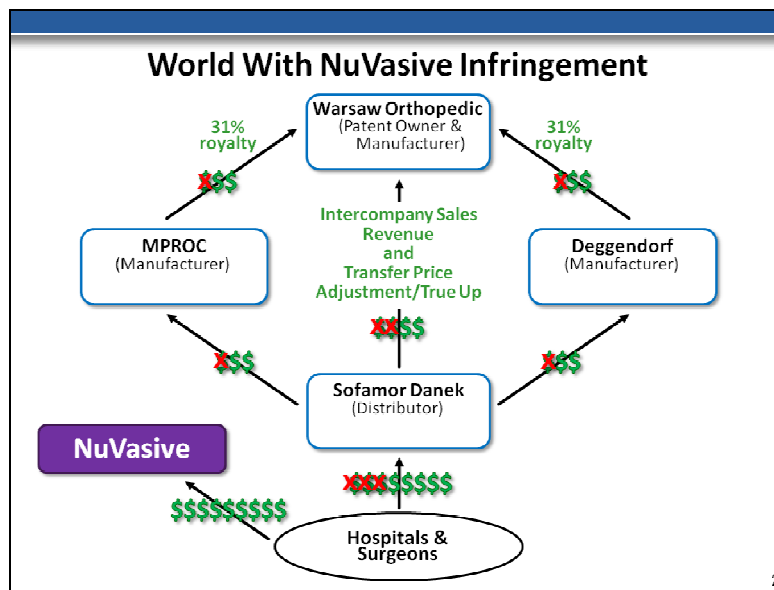 World With NuVasive Infringement
Warsaw Orthopedic
(Patent Owner &
Manufacturer)
31%
royalty
31%
royalty
X$$
X$$
Intercompany Sales
Revenue
and
Transfer Price
Adjustment/True Up
MPROC
(Manufacturer)
Deggendorf
(Manufacturer)
XX$$
X$$
X$$
Sofamor Danek
(Distributor)
NuVasive
XXX$$$$$$
$$$$$$$$$
Hospitals &
Surgeons